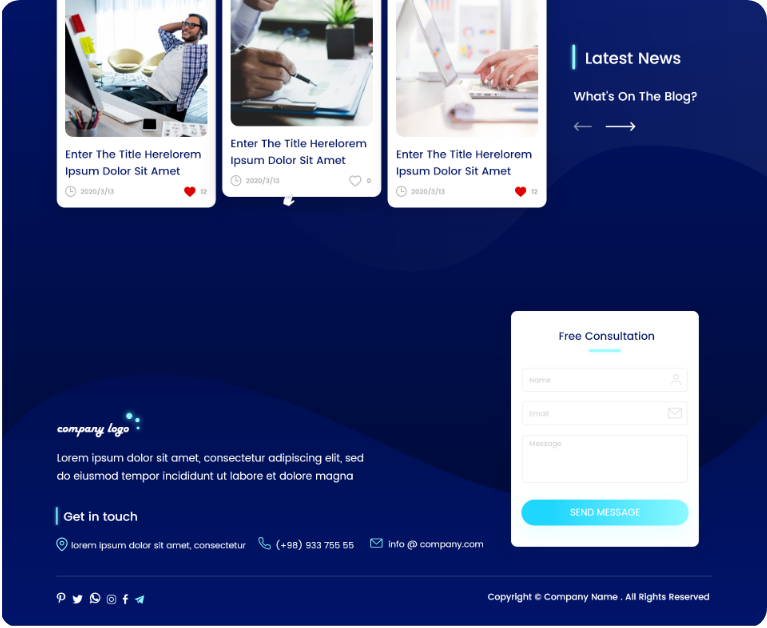 Latest News
What's On The Blog?
Enter The Title Herelorem
Ipsum Dolor Sit Amet
2020/3/13
12
Enter The Title Herelorem
Ipsum Dolor Sit Amet
2020/3/13
0
Enter The Title Herelorem
Ipsum Dolor Sit Amet
2020/3/13
12
Free Consultation
Name
Email
Message
SEND MESSAGE
company logo
Lorem ipsum dolor sit amet, consectetur adipiscing elit, sed
do eiusmod tempor incididunt ut labore et dolore magna
Get in touch
lorem ipsum dolor sit amet, consectetur
(+98) 933 755 55
info @ company.com
Copyright © Company Name . All Rights Reserved